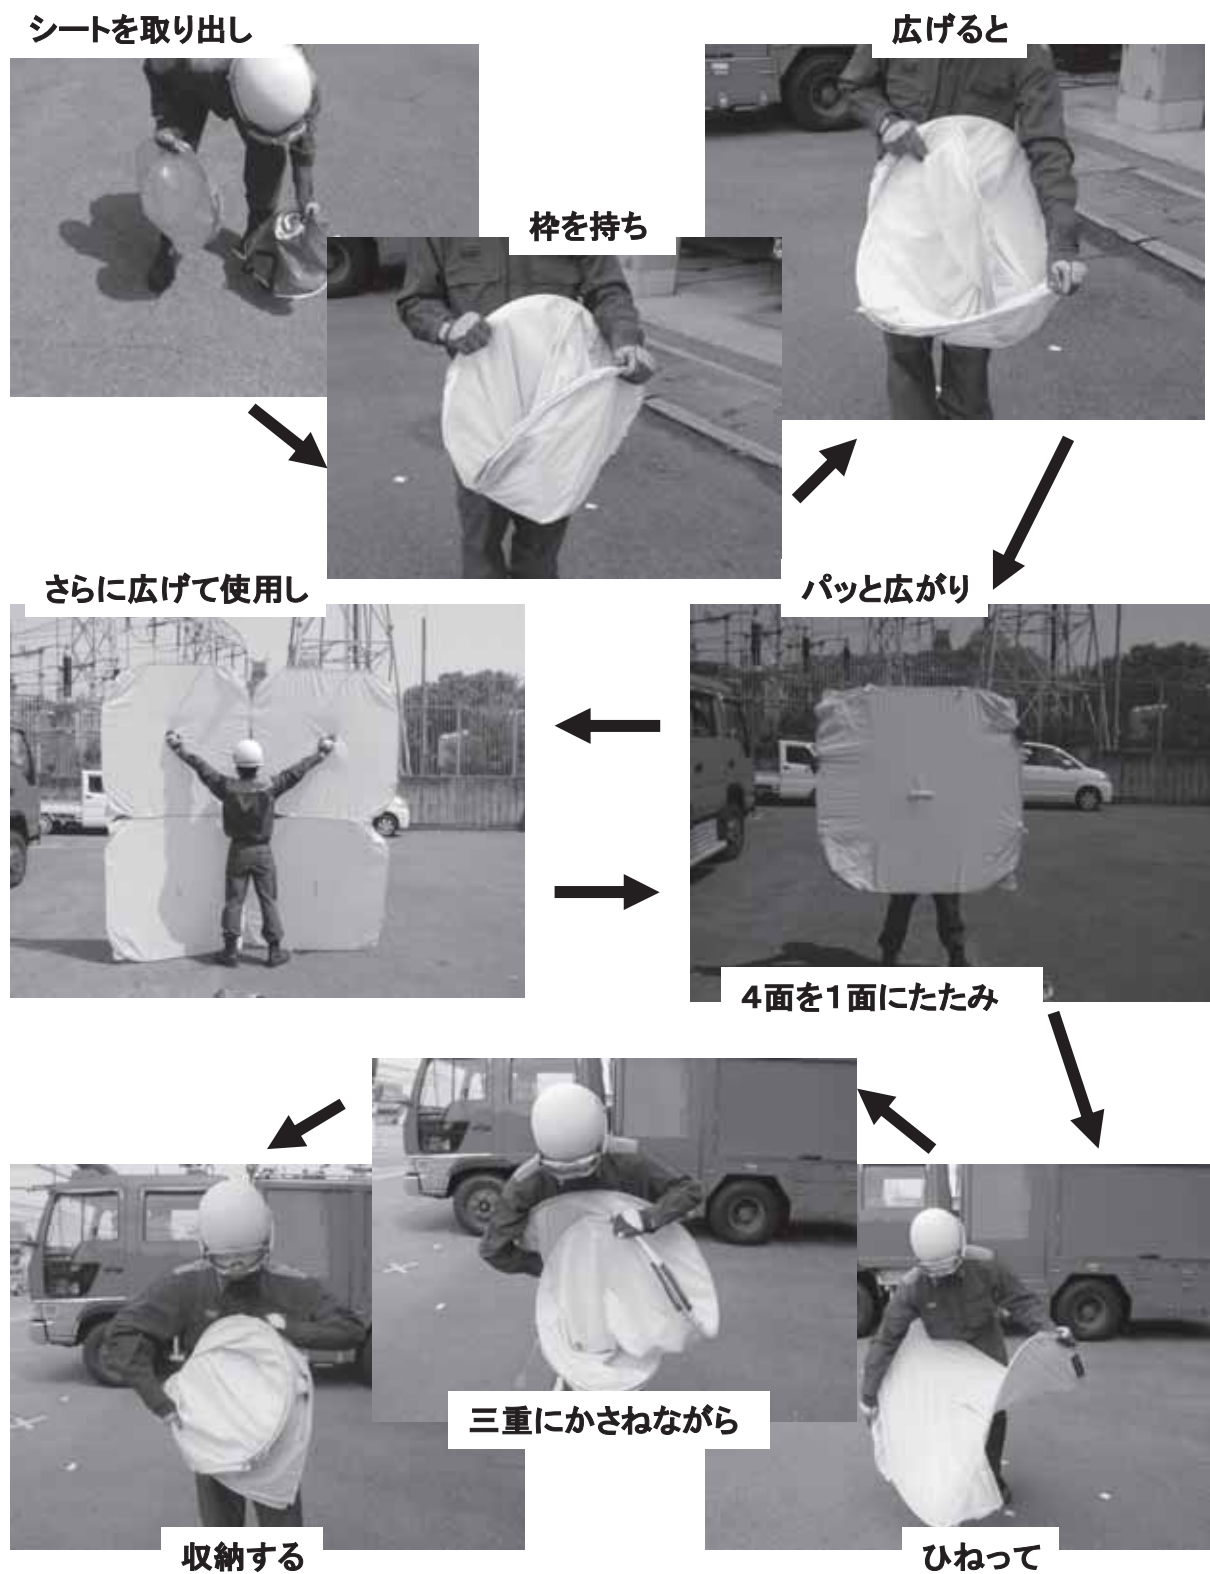 シートを取り出し
枠を持ち
広げると
パッと広がり
さらに広げて使用し
4面を1面にたたみ
ひねって
三重にかさねながら
収納する